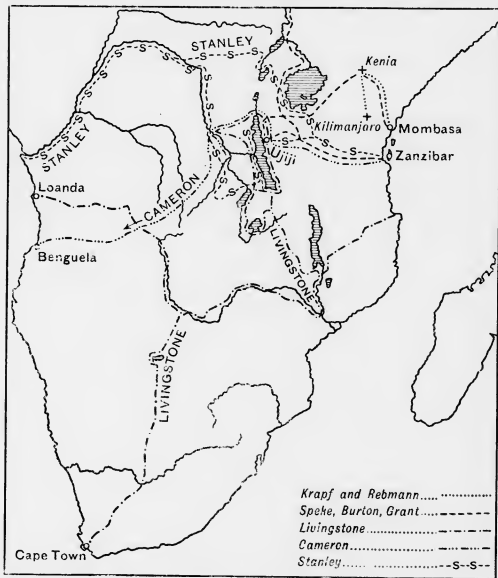 STANLEY
Kenia
Kilimanjoro
Mombasa
Zanzibar
Ujiji
STANLEY
Loanda
CAMERON
Benguela
LIVINGSTONE
LIVINGSTONE
Cape Town
Krapf and Rebmann
Speke, Burton, Grant
Livingstone
Cameron
Stanley --S--S--